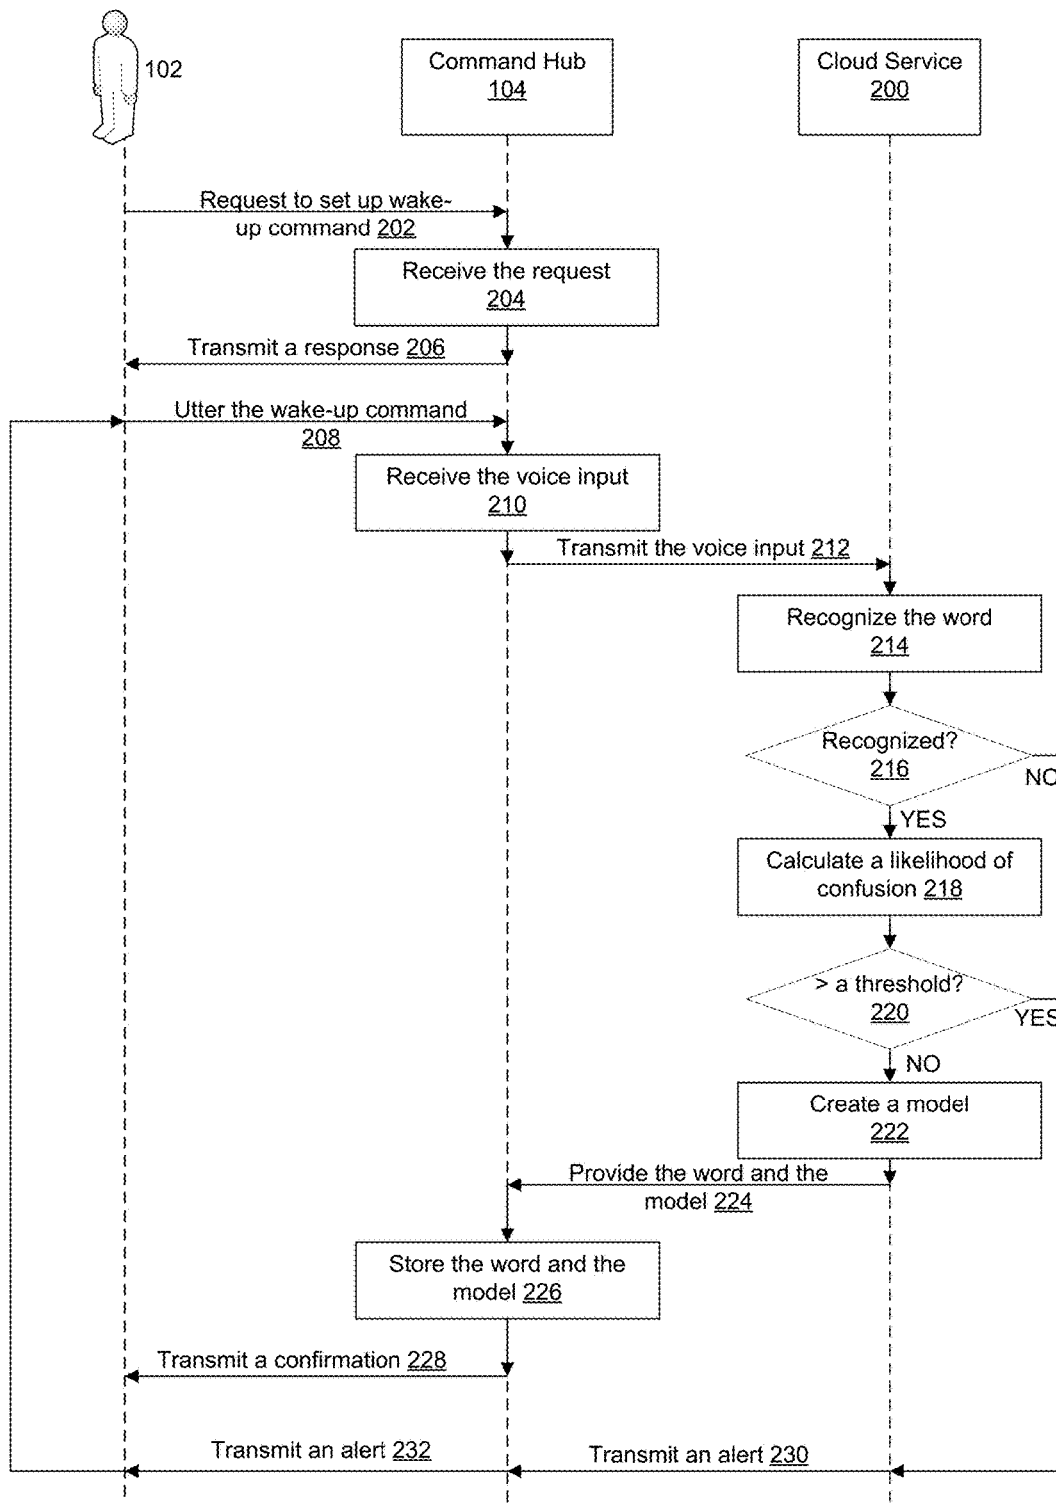 102
Command Hub
104
Cloud Service
200
Request to set up wake-
up command 202
Receive the request
204
Transmit a response 206
Utter the wake-up command
208
Receive the voice input
210
Transmit the voice input 212
Recognize the word
214
Recognized?
216
NO
YES
Calculate a likelihood of
confusion 218
> a threshold?
220
YES
NO
Create a model
222
Provide the word and the
model 224
Store the word and the
model 226
Transmit a confirmation 228
Transmit an alert 232
Transmit an alert 230